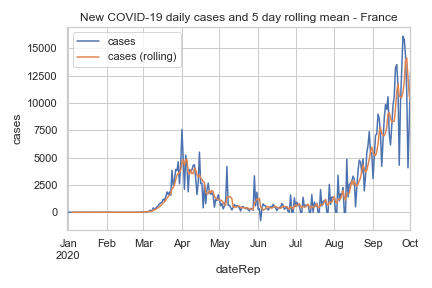 New COVID-19 daily cases and 5 day rolling mean - France
cases
cases (rolling)
15000
12500
10000
7500
5000
2500
0
cases
Jan Feb Mar Apr May Jun Jul Aug Sep Oct
2020
dateRep